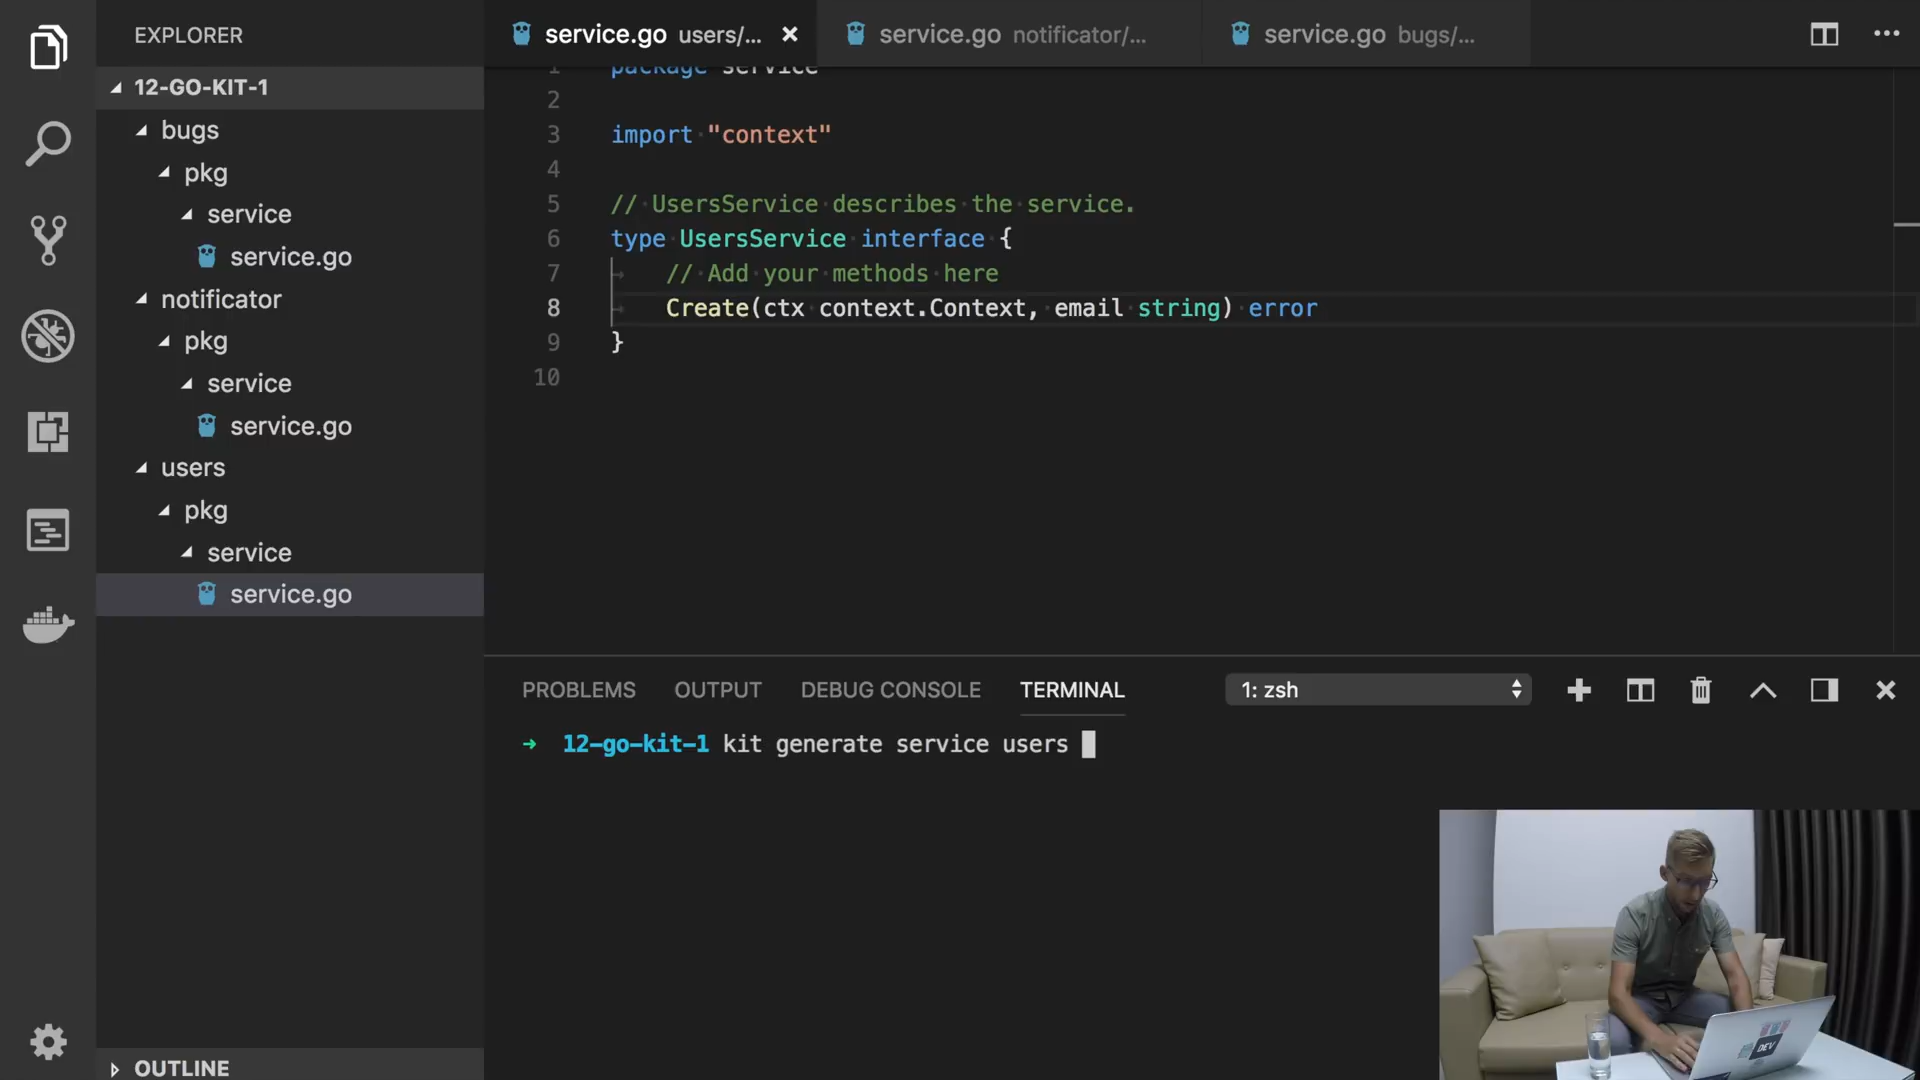 EXPLORER
12-GO-KIT-1
bugs
pkg
service
service.go
notificator
pkg
service
service.go
users
pkg
service
service.go
OUTLINE
service.go users/...
service.go notificator/...
service.go bugs/...
1 package service
2
3 import "context"
4
5 // UsersService describes the service.
6 type UsersService interface {
7 // Add your methods here
8 Create(ctx context.Context, email string) error
9 }
10
PROBLEMS OUTPUT DEBUG CONSOLE TERMINAL 1: zsh
→ 12-go-kit-1 kit generate service users
DEV